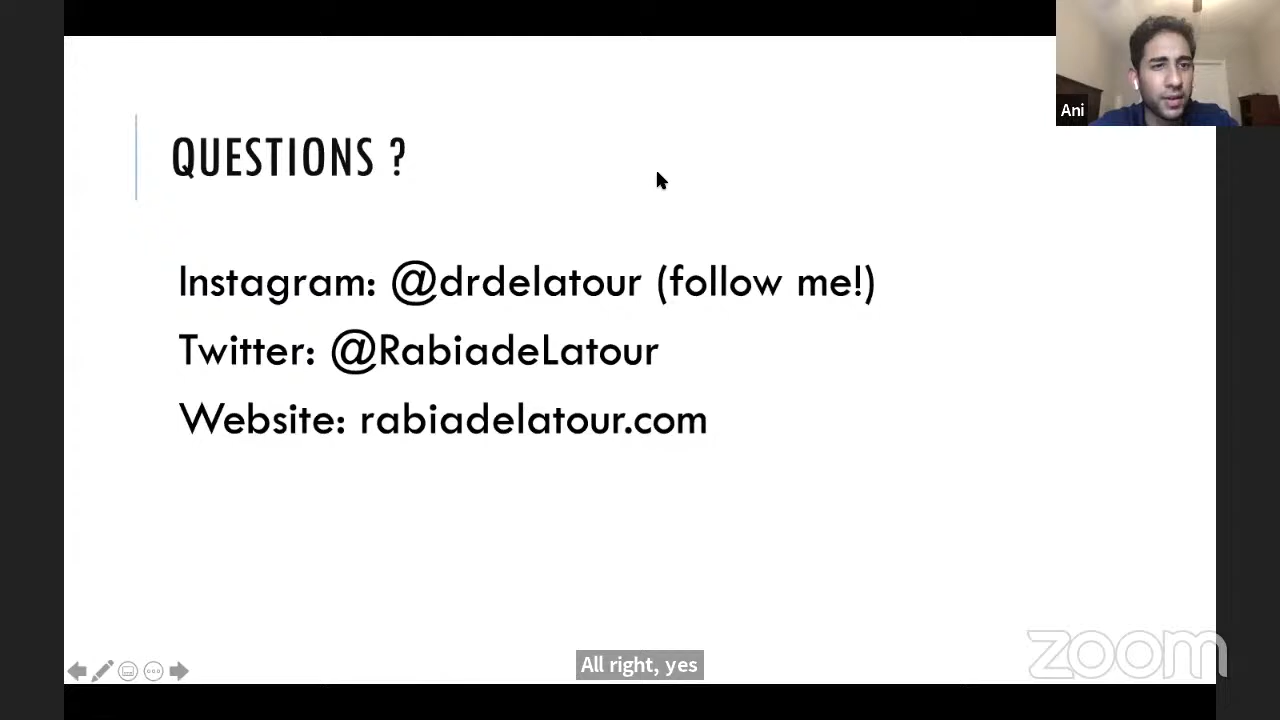 Ani
QUESTIONS ?
Instagram: @drdelatour (follow me!)
Twitter: @RabiadeLatour
Website: rabiadelatour.com
All right, yes
zoom